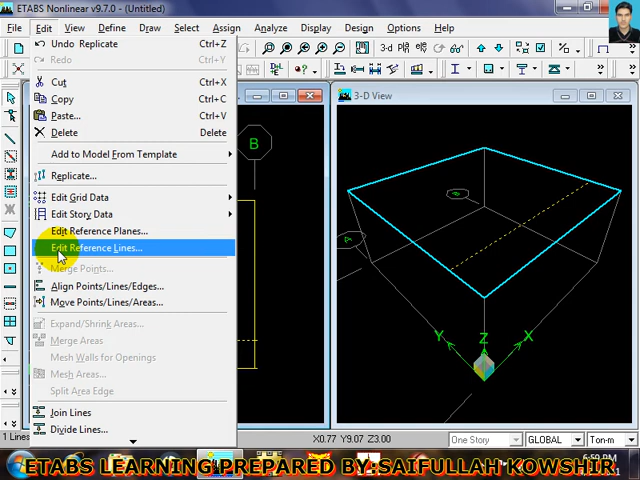 ETABS Nonlinear v9.7.0 - (Untitled)
File Edit View Define Draw Select Assign Analyze Display Design Options Help
Undo Replicate Ctrl+Z
Redo Ctrl+Y
Cut Ctrl+X
Copy Ctrl+C
Paste... Ctrl+V
Delete Delete
Add to Model From Template
Replicate...
Edit Grid Data
Edit Story Data
Edit Reference Planes...
Edit Reference Lines...
Merge Points...
Align Points/Lines/Edges...
Move Points/Lines/Areas...
Expand/Shrink Areas...
Merge Areas
Mesh Walls for Openings
Mesh Areas...
Split Area Edge
Join Lines
Divide Lines...
3-d
B
3-D View
B
A
Y Z X
1 Lines
X0.77 Y9.07 Z3.00
One Story
GLOBAL
Ton-m
ETABS LEARNING PREPARED BY:SAIFULLAH KOWSHIR